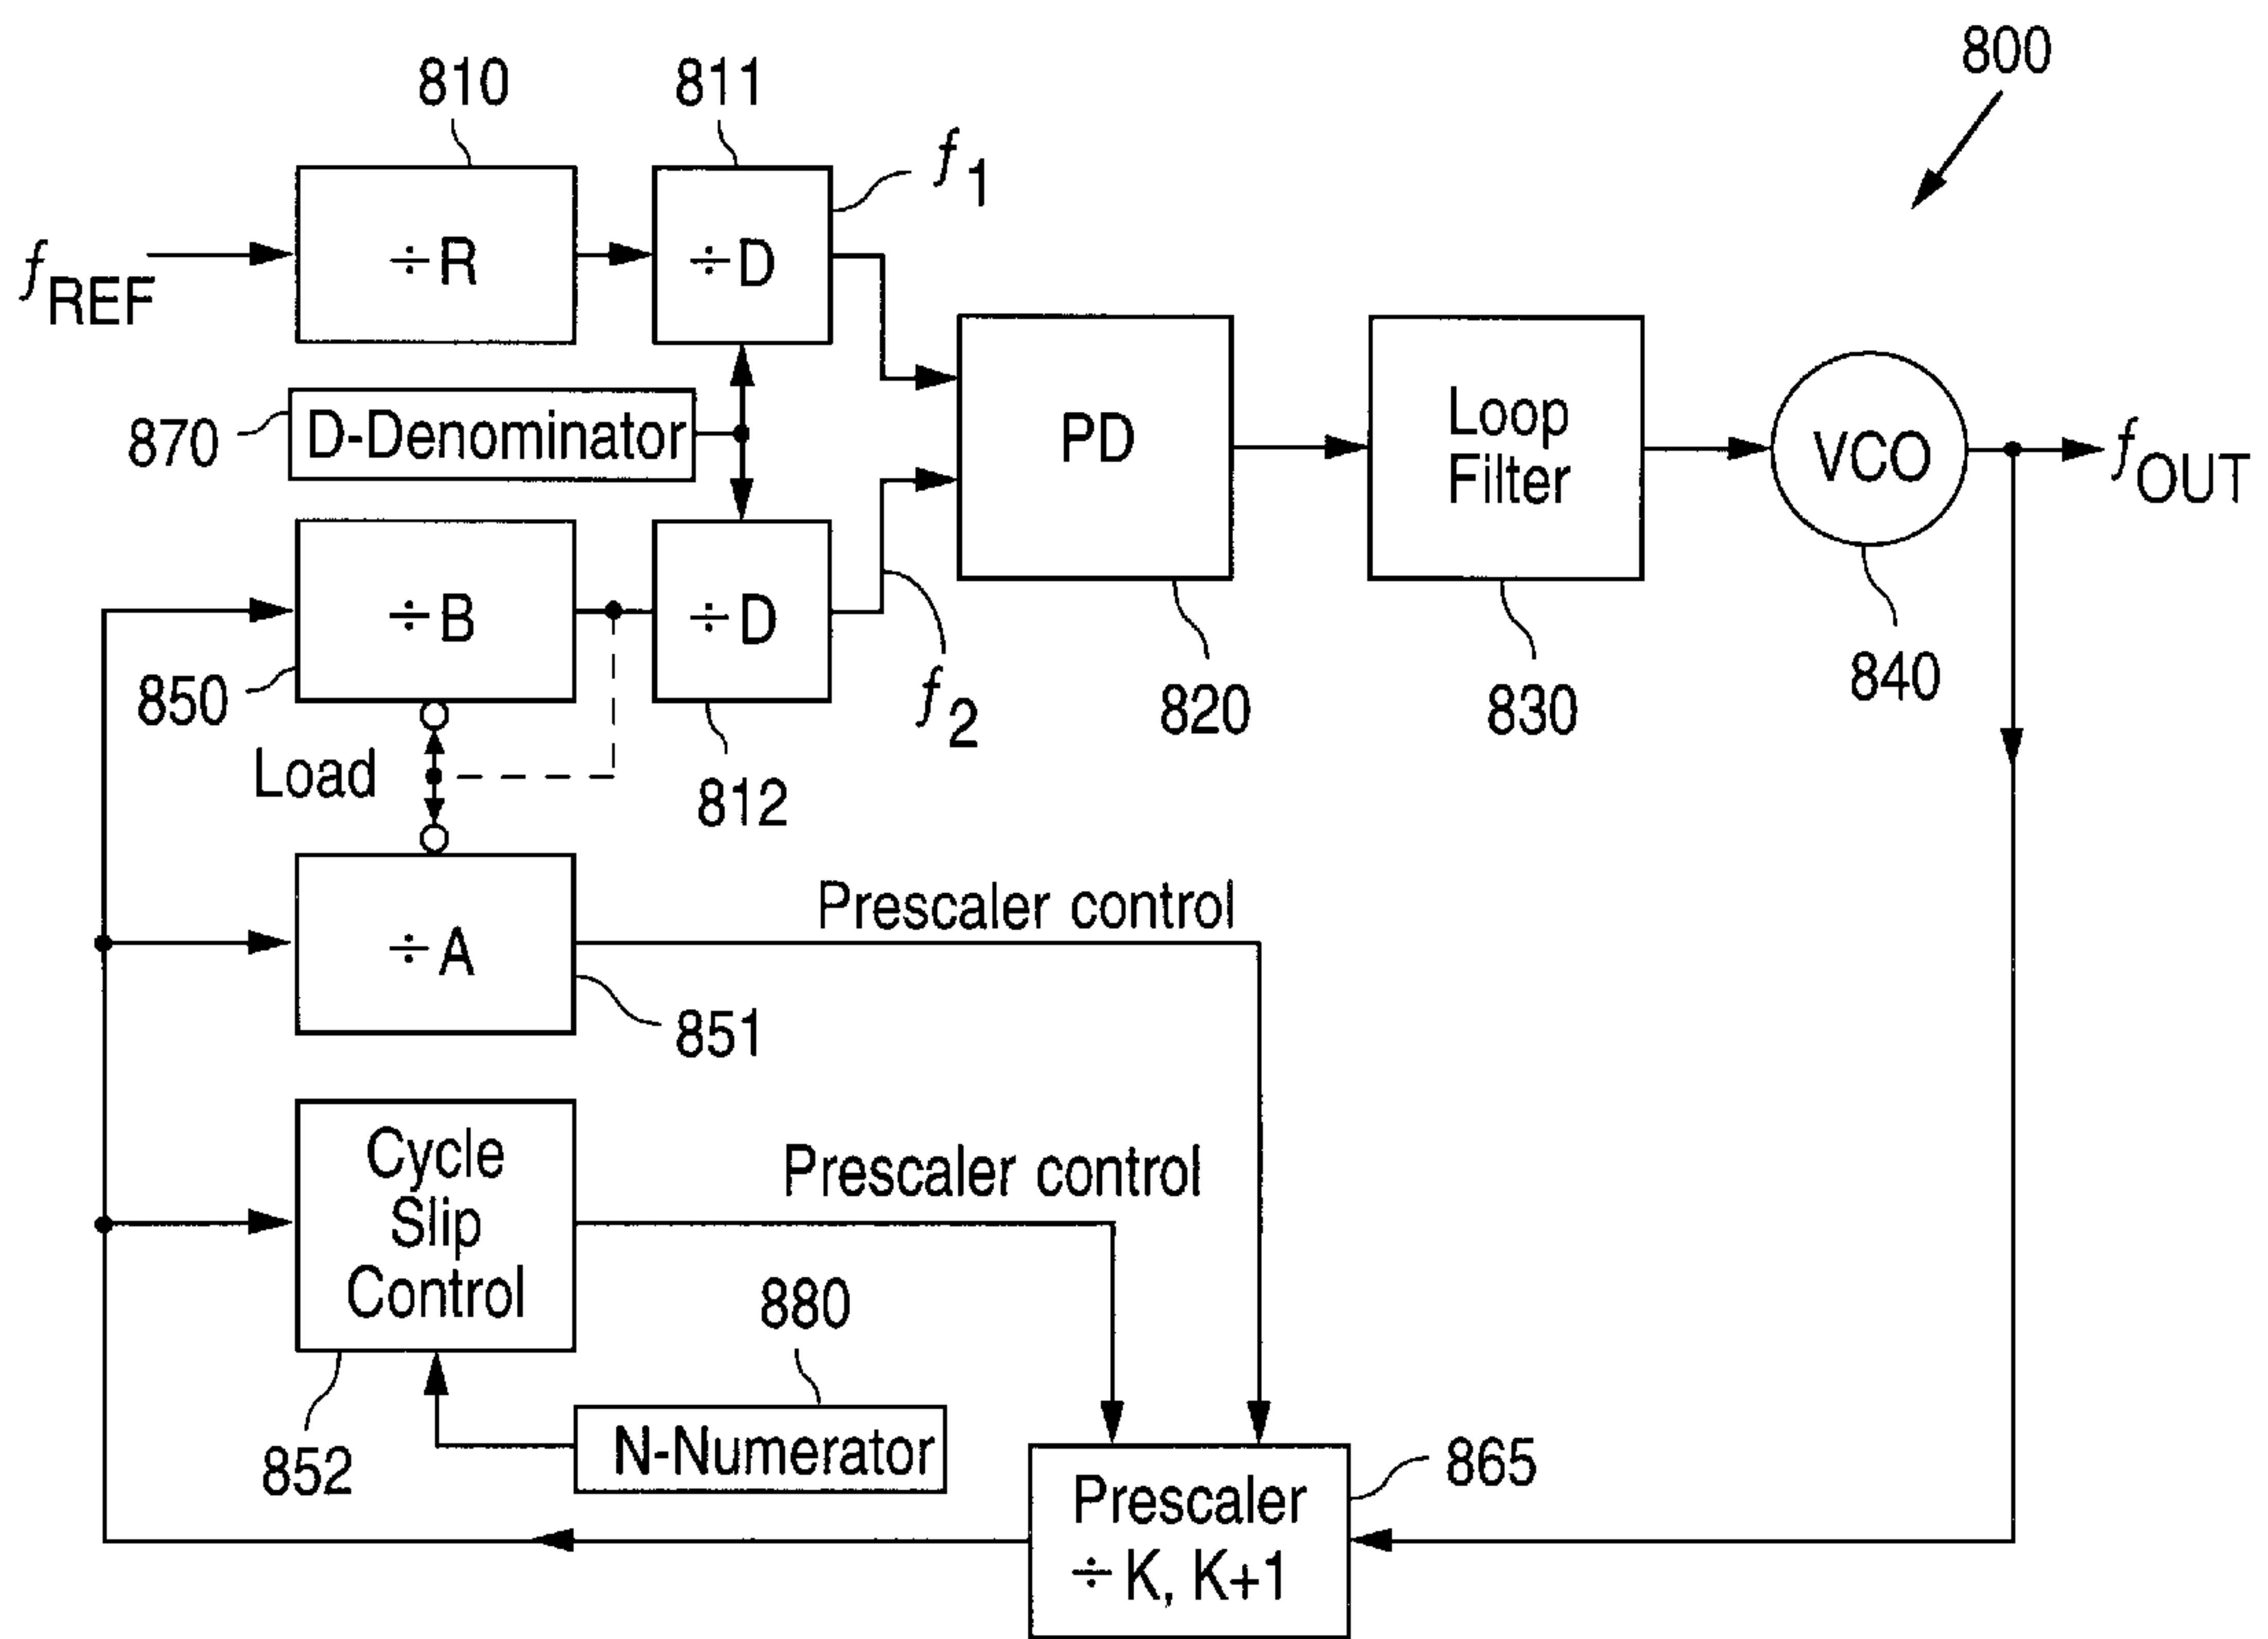 800
810
811
f1
÷R
÷D
fREF
870
D-Denominator
PD
Loop
Filter
VCO
fOUT
÷B
÷D
850
f2
820
830
840
Load
812
÷A
Prescaler control
851
Cycle
Slip
Control
Prescaler control
880
852
N-Numerator
865
Prescaler
÷K, K+1